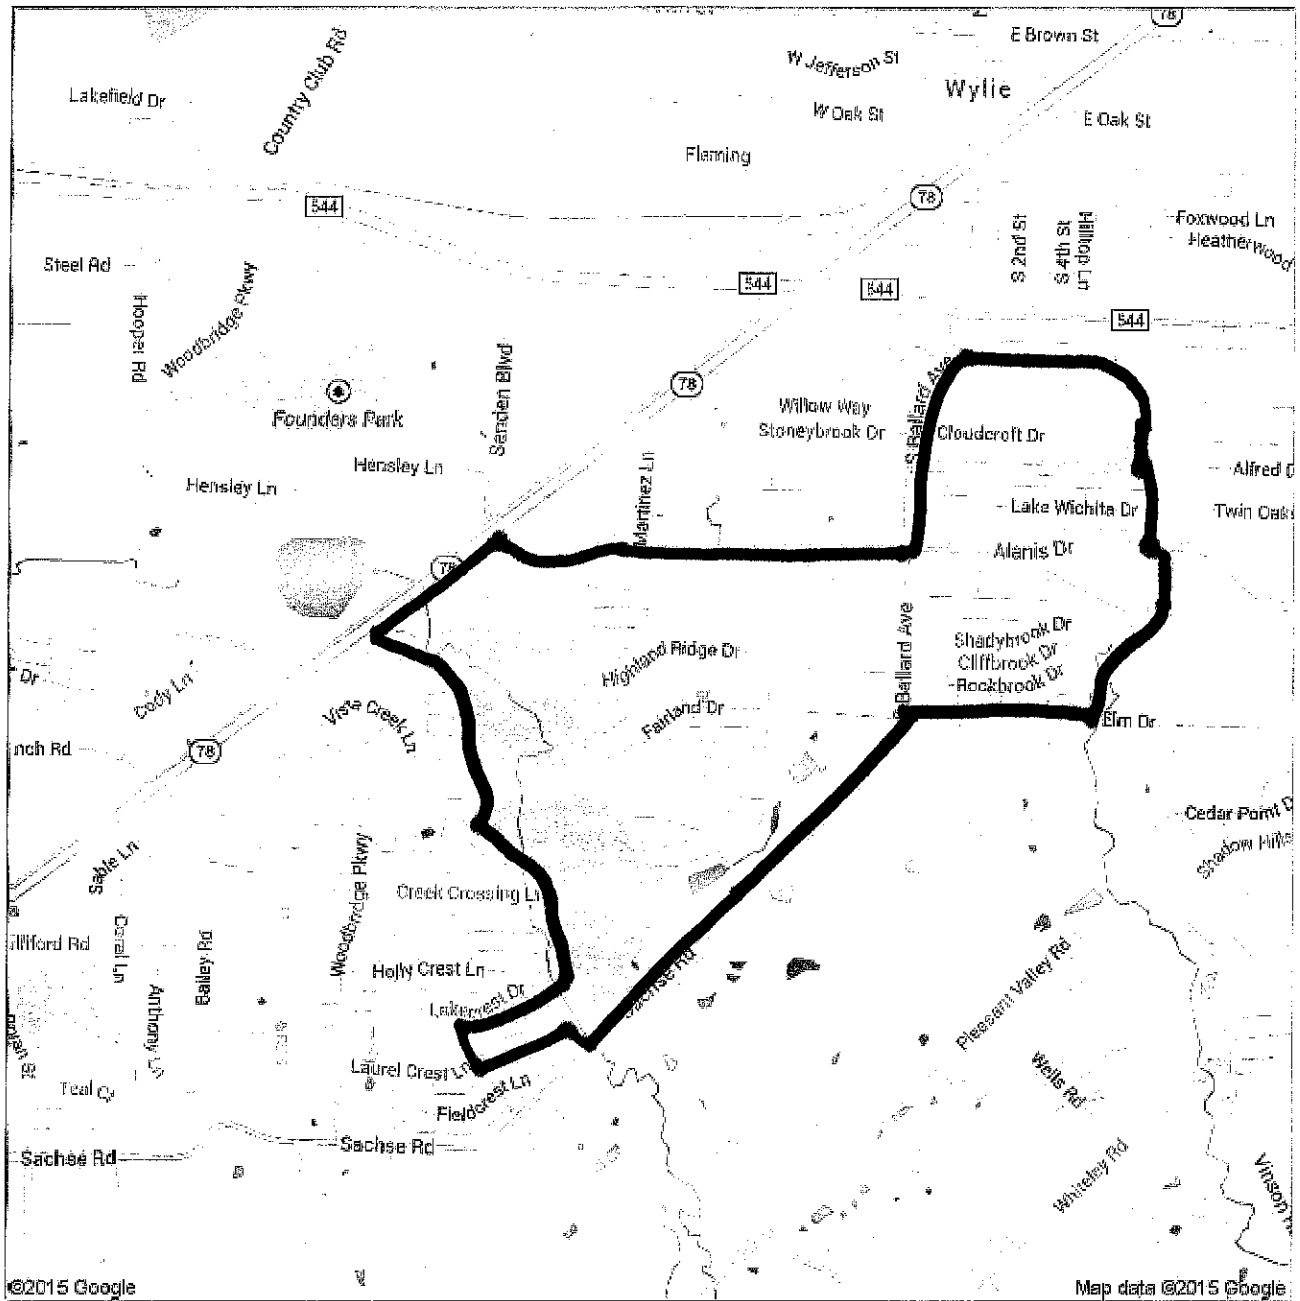 78
E Brown St
W Jefferson St
Country Club Rd
Lakefield Dr
Wylie
W Oak St
E Oak St
Fleming
544
78
S 2nd St
S 4th St
Hilltop Ln
Foxwood Ln
Heatherwood
Steel Rd
Hooper Rd
Woodbridge Pkwy
544
544
544
Sanden Blvd
78
S Ballard Ave
Founders Park
Willow Way
Stoneybrook Dr
Cloudcroft Dr
Hensley Ln
Hensley Ln
Martinez Ln
Alfred D
Lake Wichita Dr
Twin Oaks
Alanis Dr
78
Ballard Ave
Shadybrook Dr
Cliffbrook Dr
Rockbrook Dr
Highland Ridge Dr
Dr
Cody Ln
Vista Creek Ln
Fairland Dr
Elm Dr
nch Rd
78
Cedar Point D
Shadow Hills
Sable Ln
Woodbridge Pkwy
Creek Crossing Ln
illiford Rd
Coral Ln
Bailey Rd
Holly Crest Ln
Sachse Rd
Pleasant Valley Rd
Lakecrest Dr
Anthony Ln
Laurel Crest Ln
Teal Cv
Fieldcrest Ln
Wells Rd
Sachse Rd
Sachse Rd
Whiteley Rd
Vinson R
©2015 Google
Map data ©2015 Google